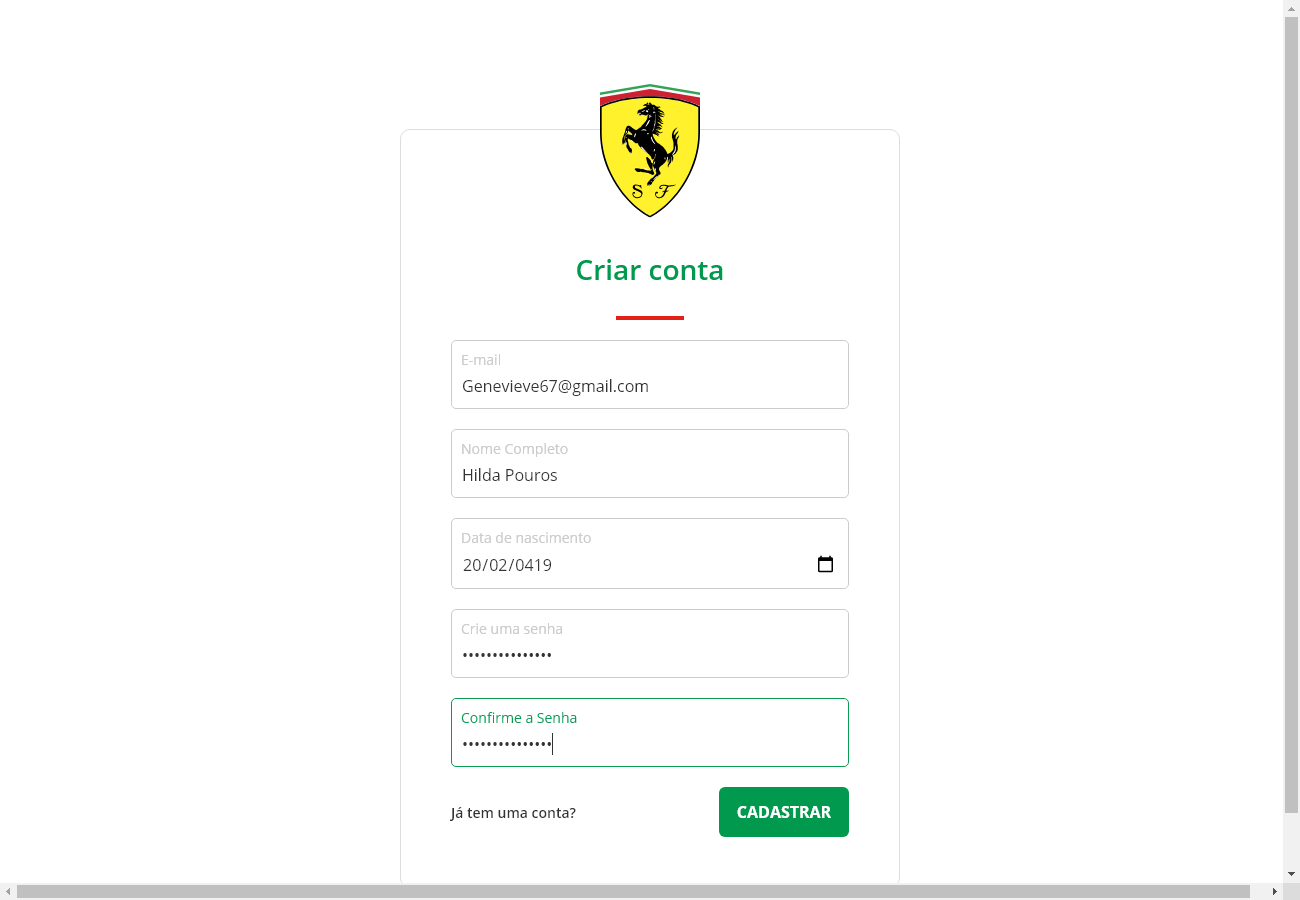 S F
Criar conta
E-mail
Genevieve67@gmail.com
Nome Completo
Hilda Pouros
Data de nascimento
20/02/0419
Crie uma senha
•••••••••••••••
Confirme a Senha
•••••••••••••••
Já tem uma conta?
CADASTRAR